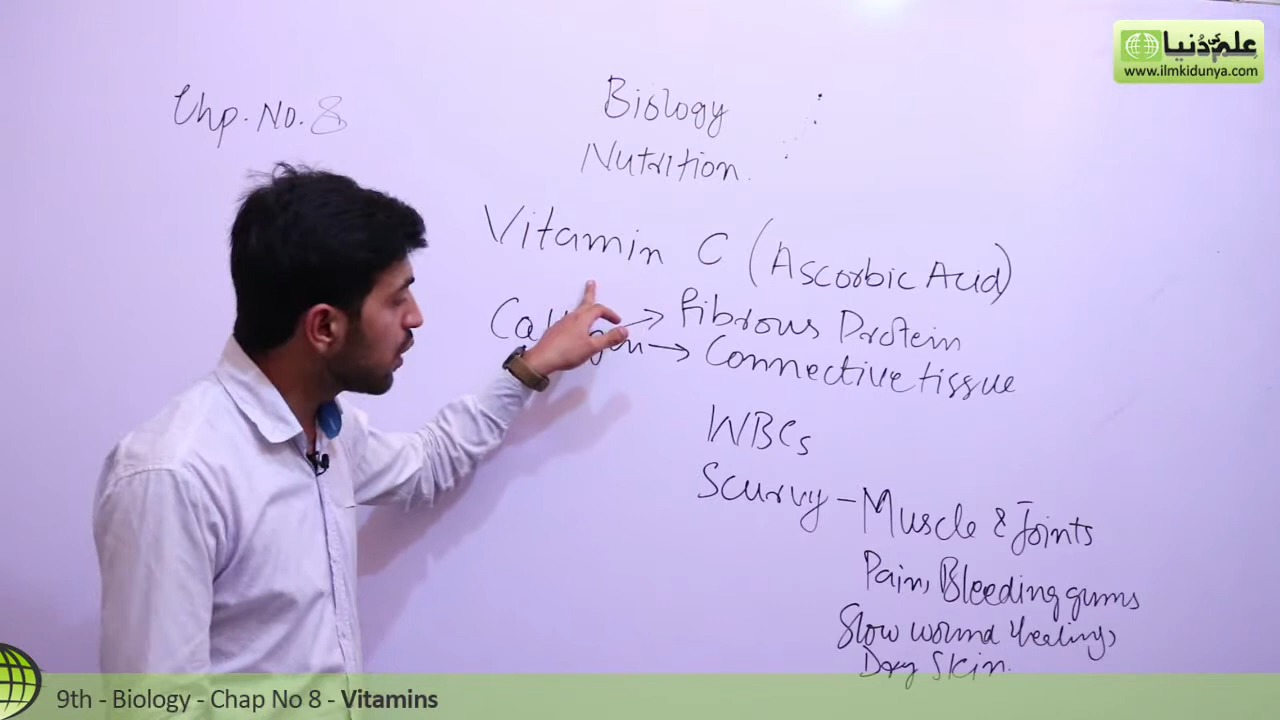 علم کی دُنیا
www.ilmkidunya.com
Chp. No. 8
Biology
Nutrition.
Vitamin C (Ascorbic Acid)
→ Fibrous Protein
→ Connective tissue
WBCs
Scurvy - Muscle & Joints
Pain, Bleeding gums
Slow wound Healing,
Dry Skin.
9th - Biology - Chap No 8 - Vitamins